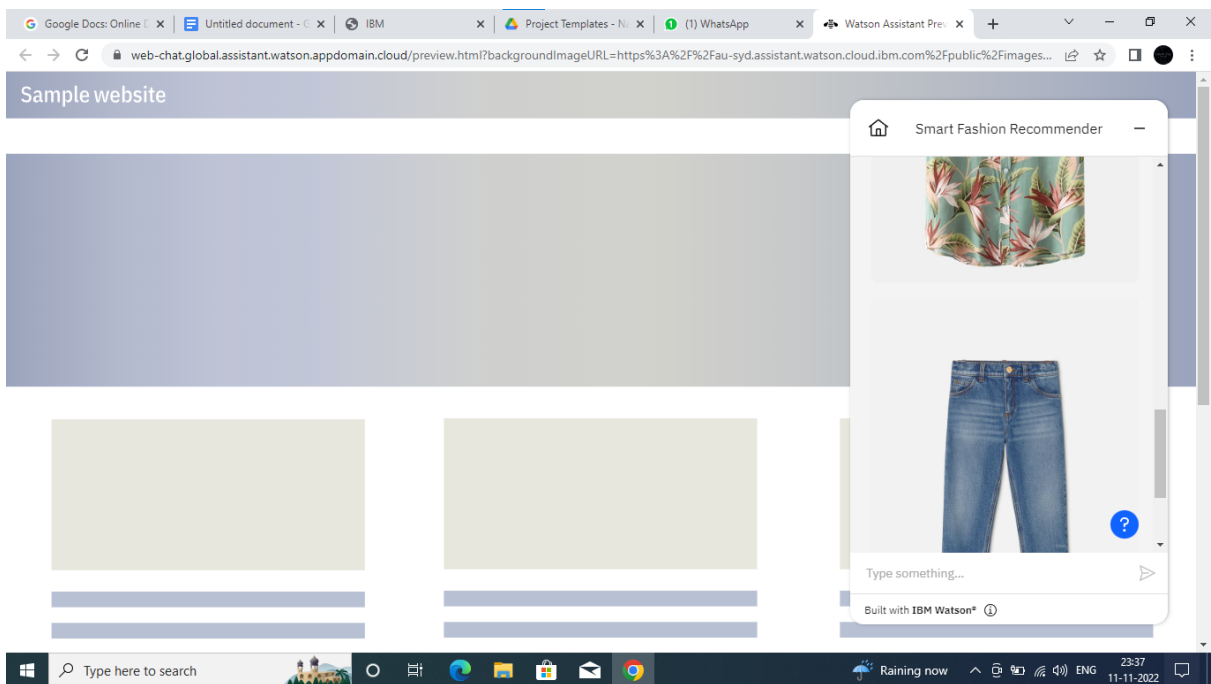 Google Docs: Online D
Untitled document - G
IBM
Project Templates - Na
(1) WhatsApp
Watson Assistant Prev
web-chat.global.assistant.watson.appdomain.cloud/preview.html?backgroundImageURL=https%3A%2F%2Fau-syd.assistant.watson.cloud.ibm.com%2Fpublic%2Fimages...
Sample website
Smart Fashion Recommender
?
Type something...
Built with IBM Watson®
Type here to search
Raining now
ENG
23:37
11-11-2022